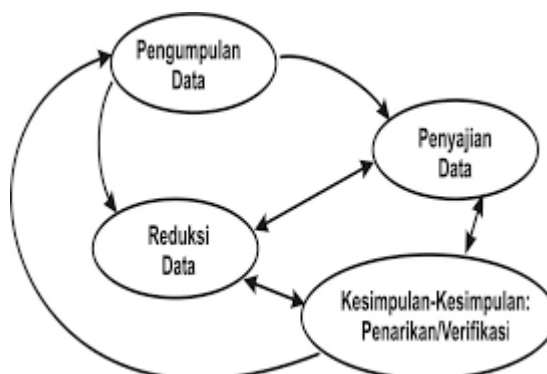 Pengumpulan
Data
Penyajian
Data
Reduksi
Data
Kesimpulan-Kesimpulan:
Penarikan/Verifikasi